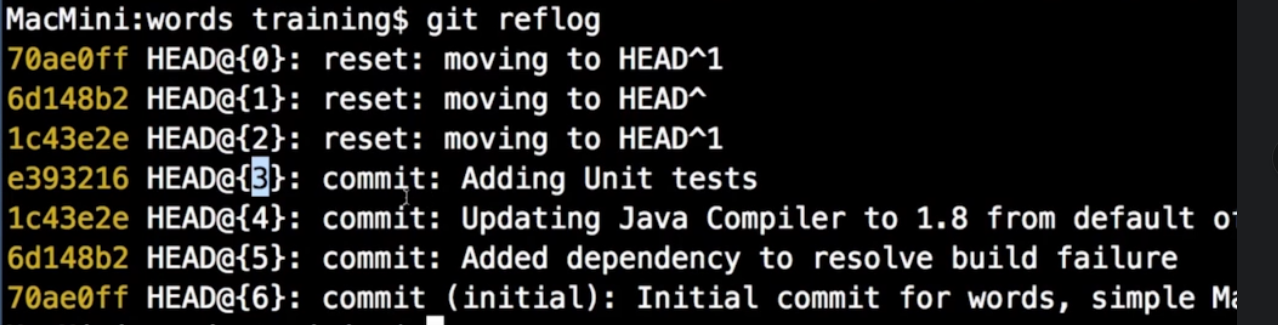 MacMini:words training$ git reflog
70ae0ff HEAD@{0}: reset: moving to HEAD^1
6d148b2 HEAD@{1}: reset: moving to HEAD^
1c43e2e HEAD@{2}: reset: moving to HEAD^1
e393216 HEAD@{3}: commit: Adding Unit tests
1c43e2e HEAD@{4}: commit: Updating Java Compiler to 1.8 from default
6d148b2 HEAD@{5}: commit: Added dependency to resolve build failure
70ae0ff HEAD@{6}: commit (initial): Initial commit for words, simple